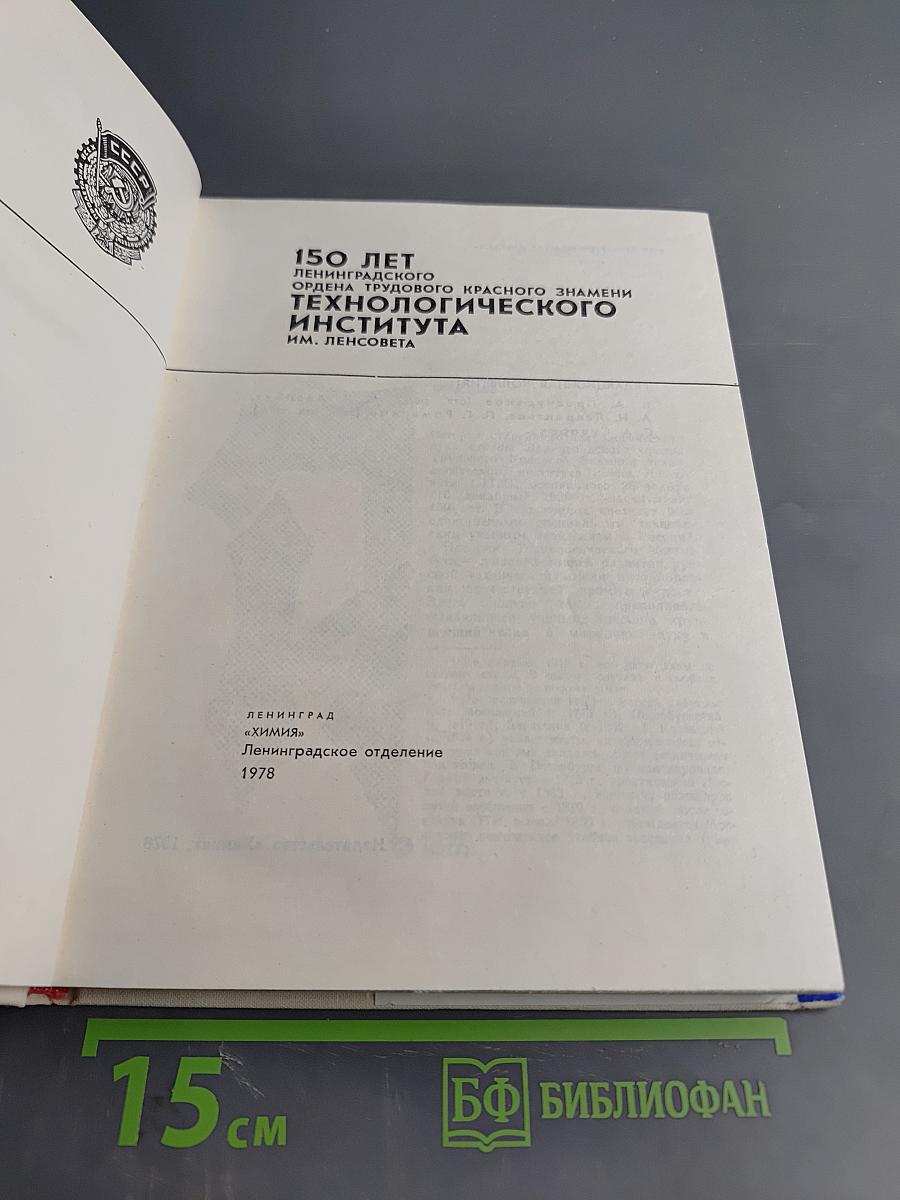 СССР
150 ЛЕТ
ЛЕНИНГРАДСКОГО
ОРДЕНА ТРУДОВОГО КРАСНОГО ЗНАМЕНИ
ТЕХНОЛОГИЧЕСКОГО
ИНСТИТУТА
ИМ. ЛЕНСОВЕТА
ЛЕНИНГРАД
«ХИМИЯ»
Ленинградское отделение
1978
15 СМ
БФ БИБЛИОФАН